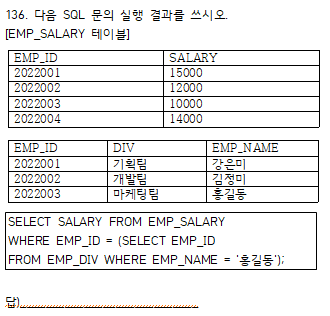 136. 다음 SQL 문의 실행 결과를 쓰시오.
[EMP_SALARY 테이블]
EMP_ID SALARY
2022001 15000
2022002 12000
2022003 10000
2022004 14000
EMP_ID DIV EMP_NAME
2022001 기획팀 강은미
2022002 개발팀 김정미
2022003 마케팅팀 홍길동
SELECT SALARY FROM EMP_SALARY
WHERE EMP_ID = (SELECT EMP_ID
FROM EMP_DIV WHERE EMP_NAME = '홍길동');
답)